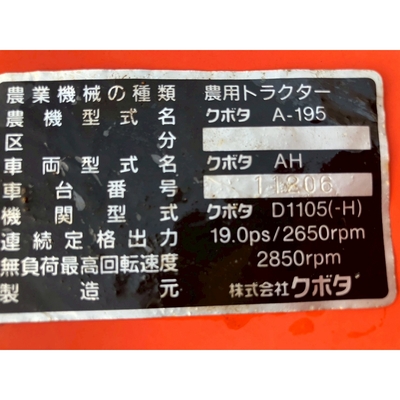 農業機械の種類 農用トラクター
農機型式名 クボタ A-195
区分
車両型式名 クボタ AH
車台番号 11206
機関型式 クボタ D1105(-H)
連続定格出力 19.0ps/2650rpm
無負荷最高回転速度 2850rpm
製造元 株式会社クボタ